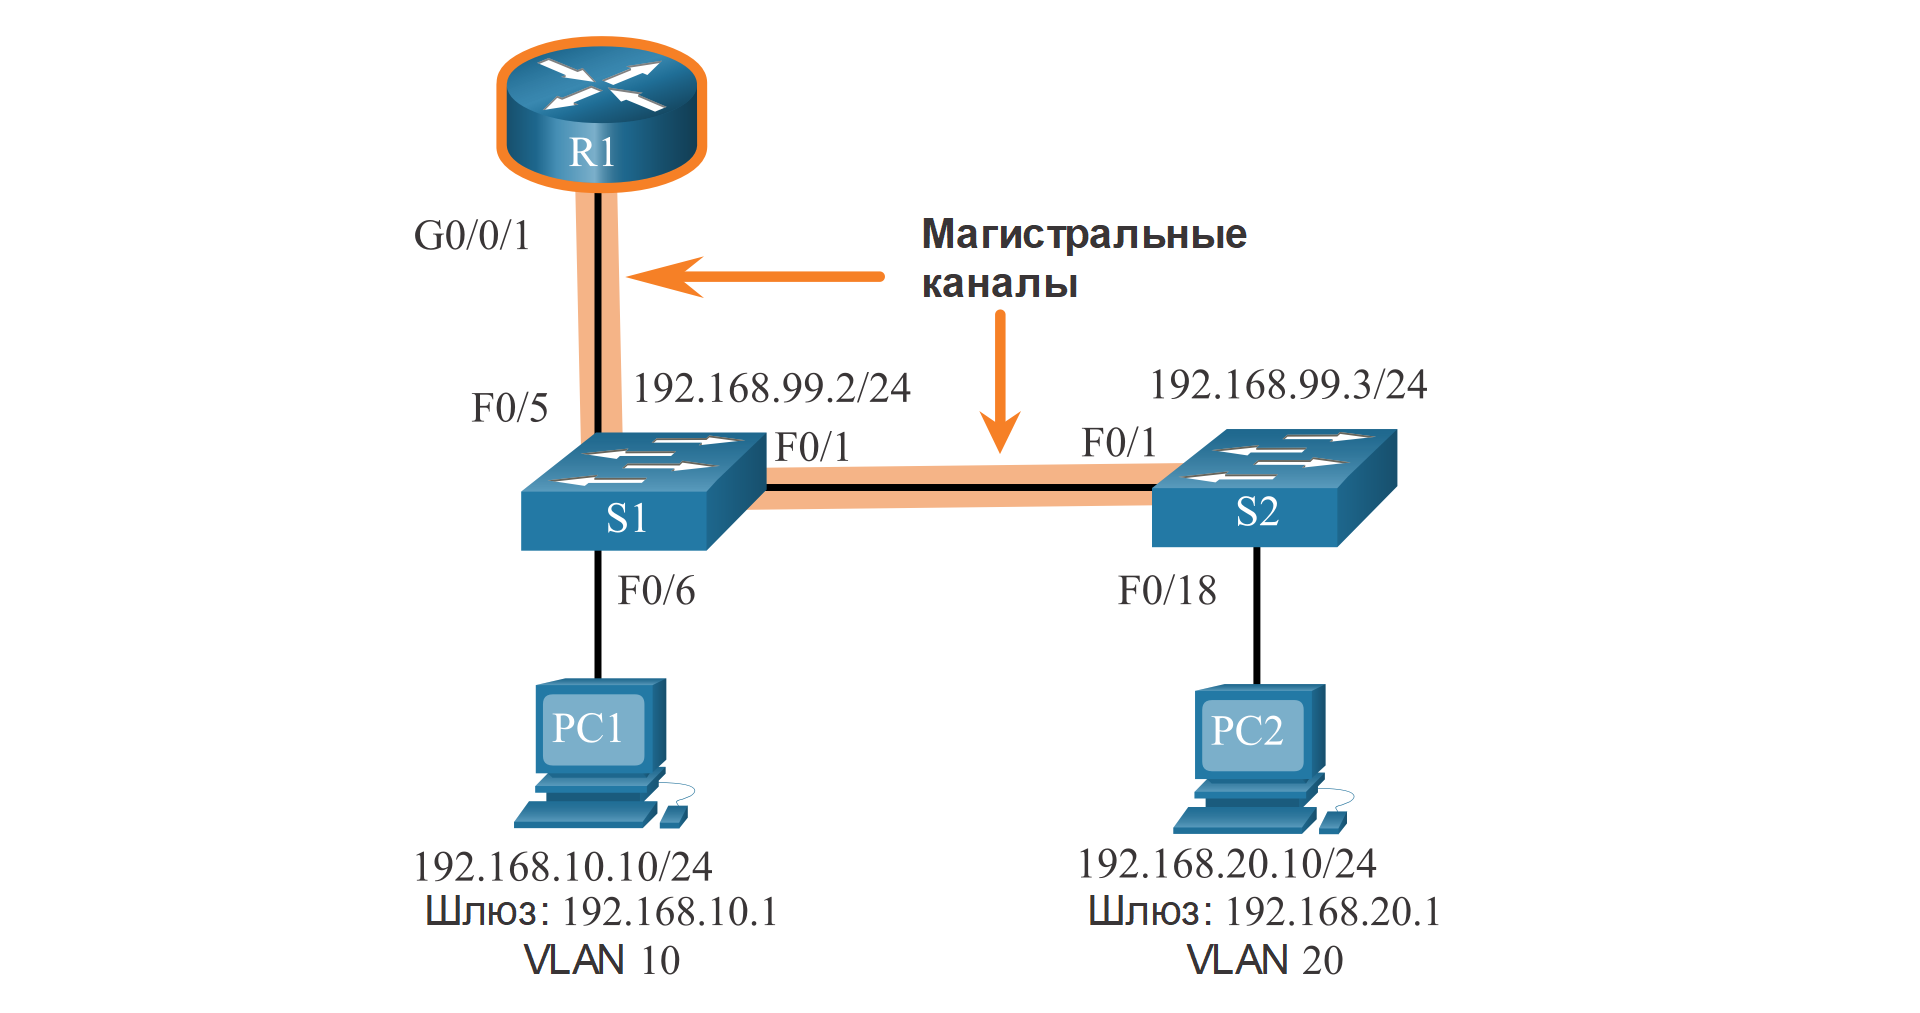 R1
G0/0/1
Магистральные
каналы
F0/5
192.168.99.2/24
192.168.99.3/24
F0/1
F0/1
S1
S2
F0/6
F0/18
PC1
PC2
192.168.10.10/24
Шлюз: 192.168.10.1
VLAN 10
192.168.20.10/24
Шлюз: 192.168.20.1
VLAN 20